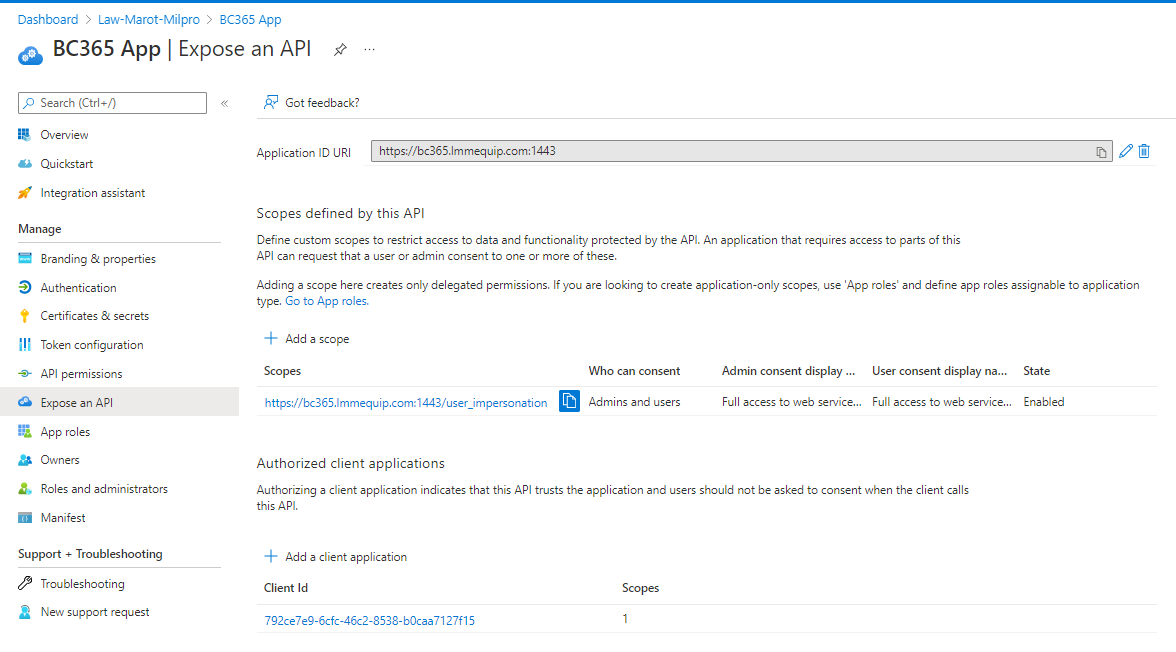 Dashboard > Law-Marot-Milpro > BC365 App
BC365 App | Expose an API ...
Search (Ctrl+/) «
Got feedback?
Overview
Quickstart
Integration assistant
Manage
Branding & properties
Authentication
Certificates & secrets
Token configuration
API permissions
Expose an API
App roles
Owners
Roles and administrators
Manifest
Support + Troubleshooting
Troubleshooting
New support request
Application ID URI https://bc365.lmmequip.com:1443
Scopes defined by this API
Define custom scopes to restrict access to data and functionality protected by the API. An application that requires access to parts of this
API can request that a user or admin consent to one or more of these.
Adding a scope here creates only delegated permissions. If you are looking to create application-only scopes, use 'App roles' and define app roles assignable to application
type. Go to App roles.
+ Add a scope
Scopes Who can consent Admin consent display ... User consent display na... State
https://bc365.lmmequip.com:1443/user_impersonation Admins and users Full access to web service... Full access to web service... Enabled
Authorized client applications
Authorizing a client application indicates that this API trusts the application and users should not be asked to consent when the client calls
this API.
+ Add a client application
Client Id Scopes
792ce7e9-6cfc-46c2-8538-b0caa7127f15 1